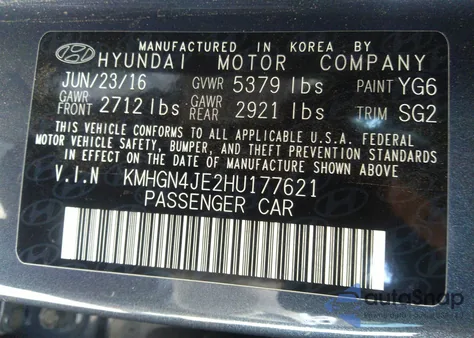 MANUFACTURED IN KOREA BY
HYUNDAI MOTOR COMPANY
JUN/23/16 GVWR 5379 lbs PAINT YG6
GAWR FRONT 2712 lbs GAWR REAR 2921 lbs TRIM SG2
THIS VEHICLE CONFORMS TO ALL APPLICABLE U.S.A. FEDERAL
MOTOR VEHICLE SAFETY, BUMPER, AND THEFT PREVENTION STANDARDS
IN EFFECT ON THE DATE OF MANUFACTURE SHOWN ABOVE
V.I.N KMHGN4JE2HU177621
PASSENGER CAR
autoSnap